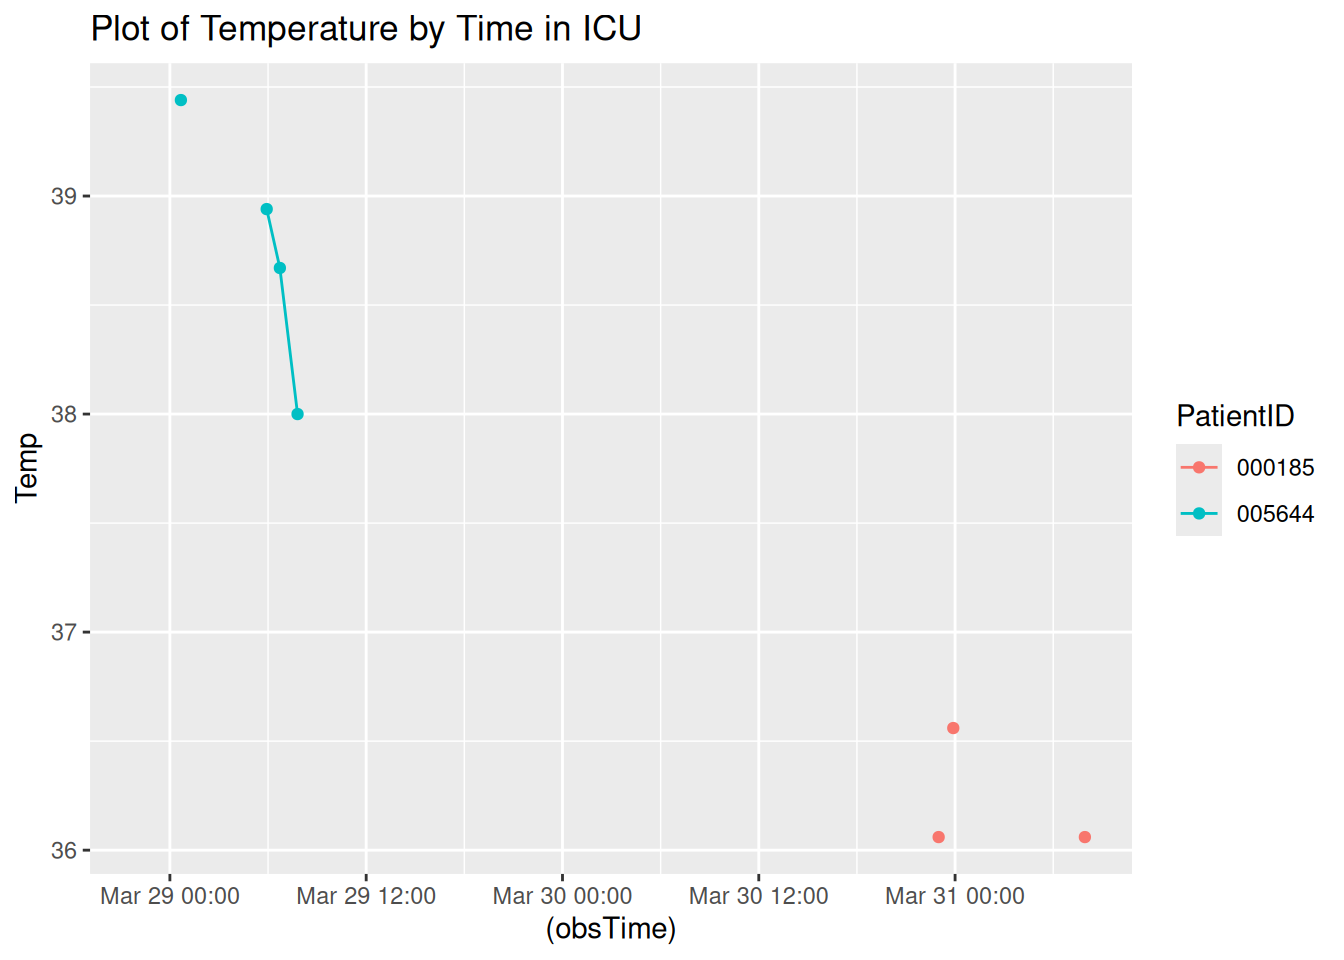 Plot of Temperature by Time in ICU
39
38
37
36
Temp
Mar 29 00:00 Mar 29 12:00 Mar 30 00:00 Mar 30 12:00 Mar 31 00:00
(obsTime)
PatientID
000185
005644